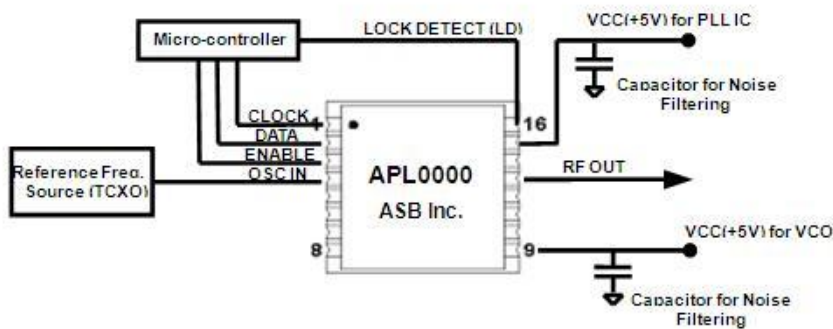 Micro-controller
LOCK DETECT (LD)
VCC(+5V) for PLL IC
Capacitor for Noise
Filtering
CLOCK
1
16
DATA
ENABLE
OSC IN
Reference Freq.
Source (TCXO)
APL0000
ASB Inc.
RF OUT
8
9
VCC(+5V) for VCO
Capacitor for Noise
Filtering